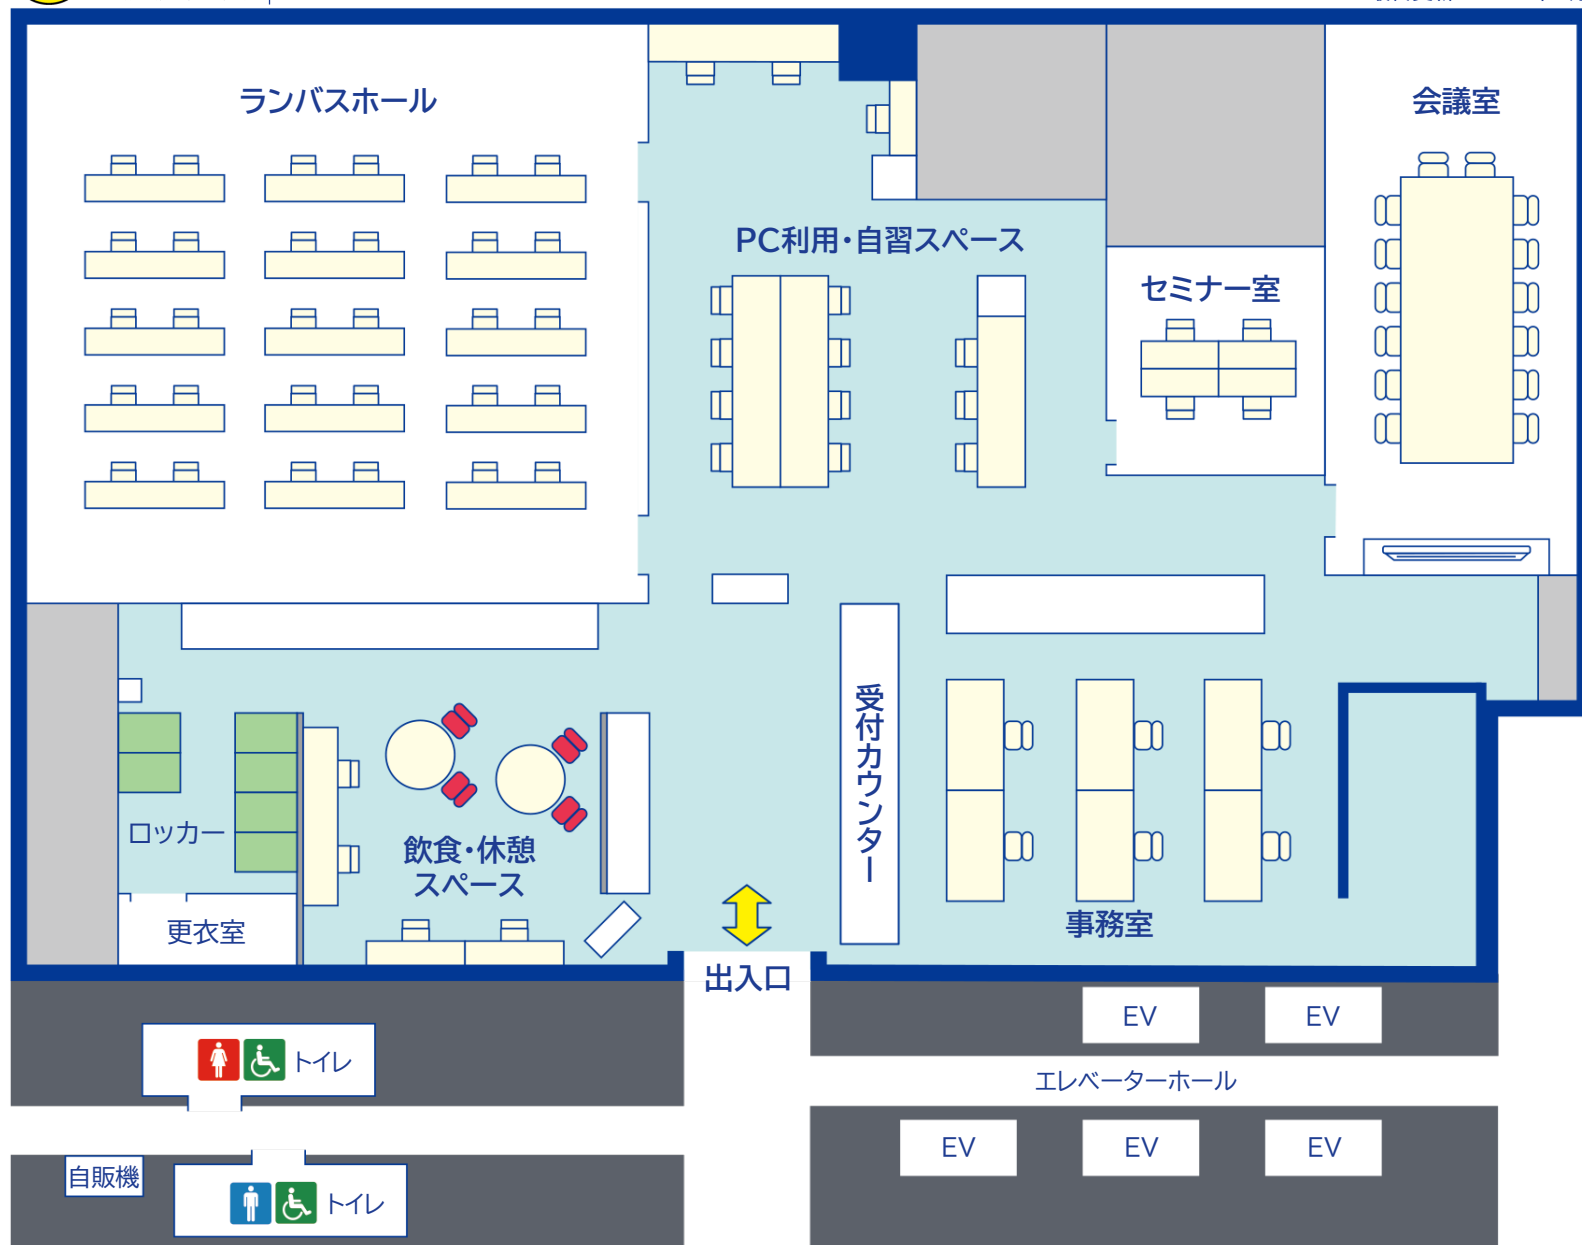 ランバスホール
会議室
PC利用・自習スペース
セミナー室
受付カウンター
ロッカー
飲食・休憩
スペース
更衣室
事務室
出入口
EV
EV
トイレ
エレベーターホール
EV
EV
EV
自販機
トイレ